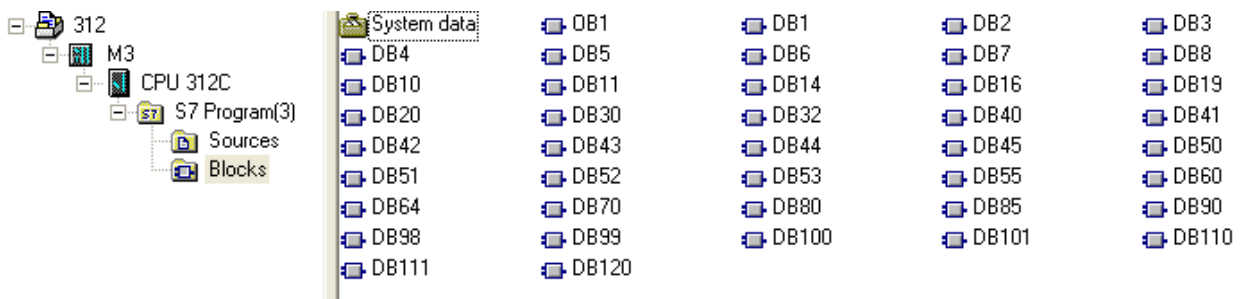 312
M3
CPU 312C
S7 Program(3)
Sources
Blocks
System data OB1 DB1 DB2 DB3
DB4 DB5 DB6 DB7 DB8
DB10 DB11 DB14 DB16 DB19
DB20 DB30 DB32 DB40 DB41
DB42 DB43 DB44 DB45 DB50
DB51 DB52 DB53 DB55 DB60
DB64 DB70 DB80 DB85 DB90
DB98 DB99 DB100 DB101 DB110
DB111 DB120